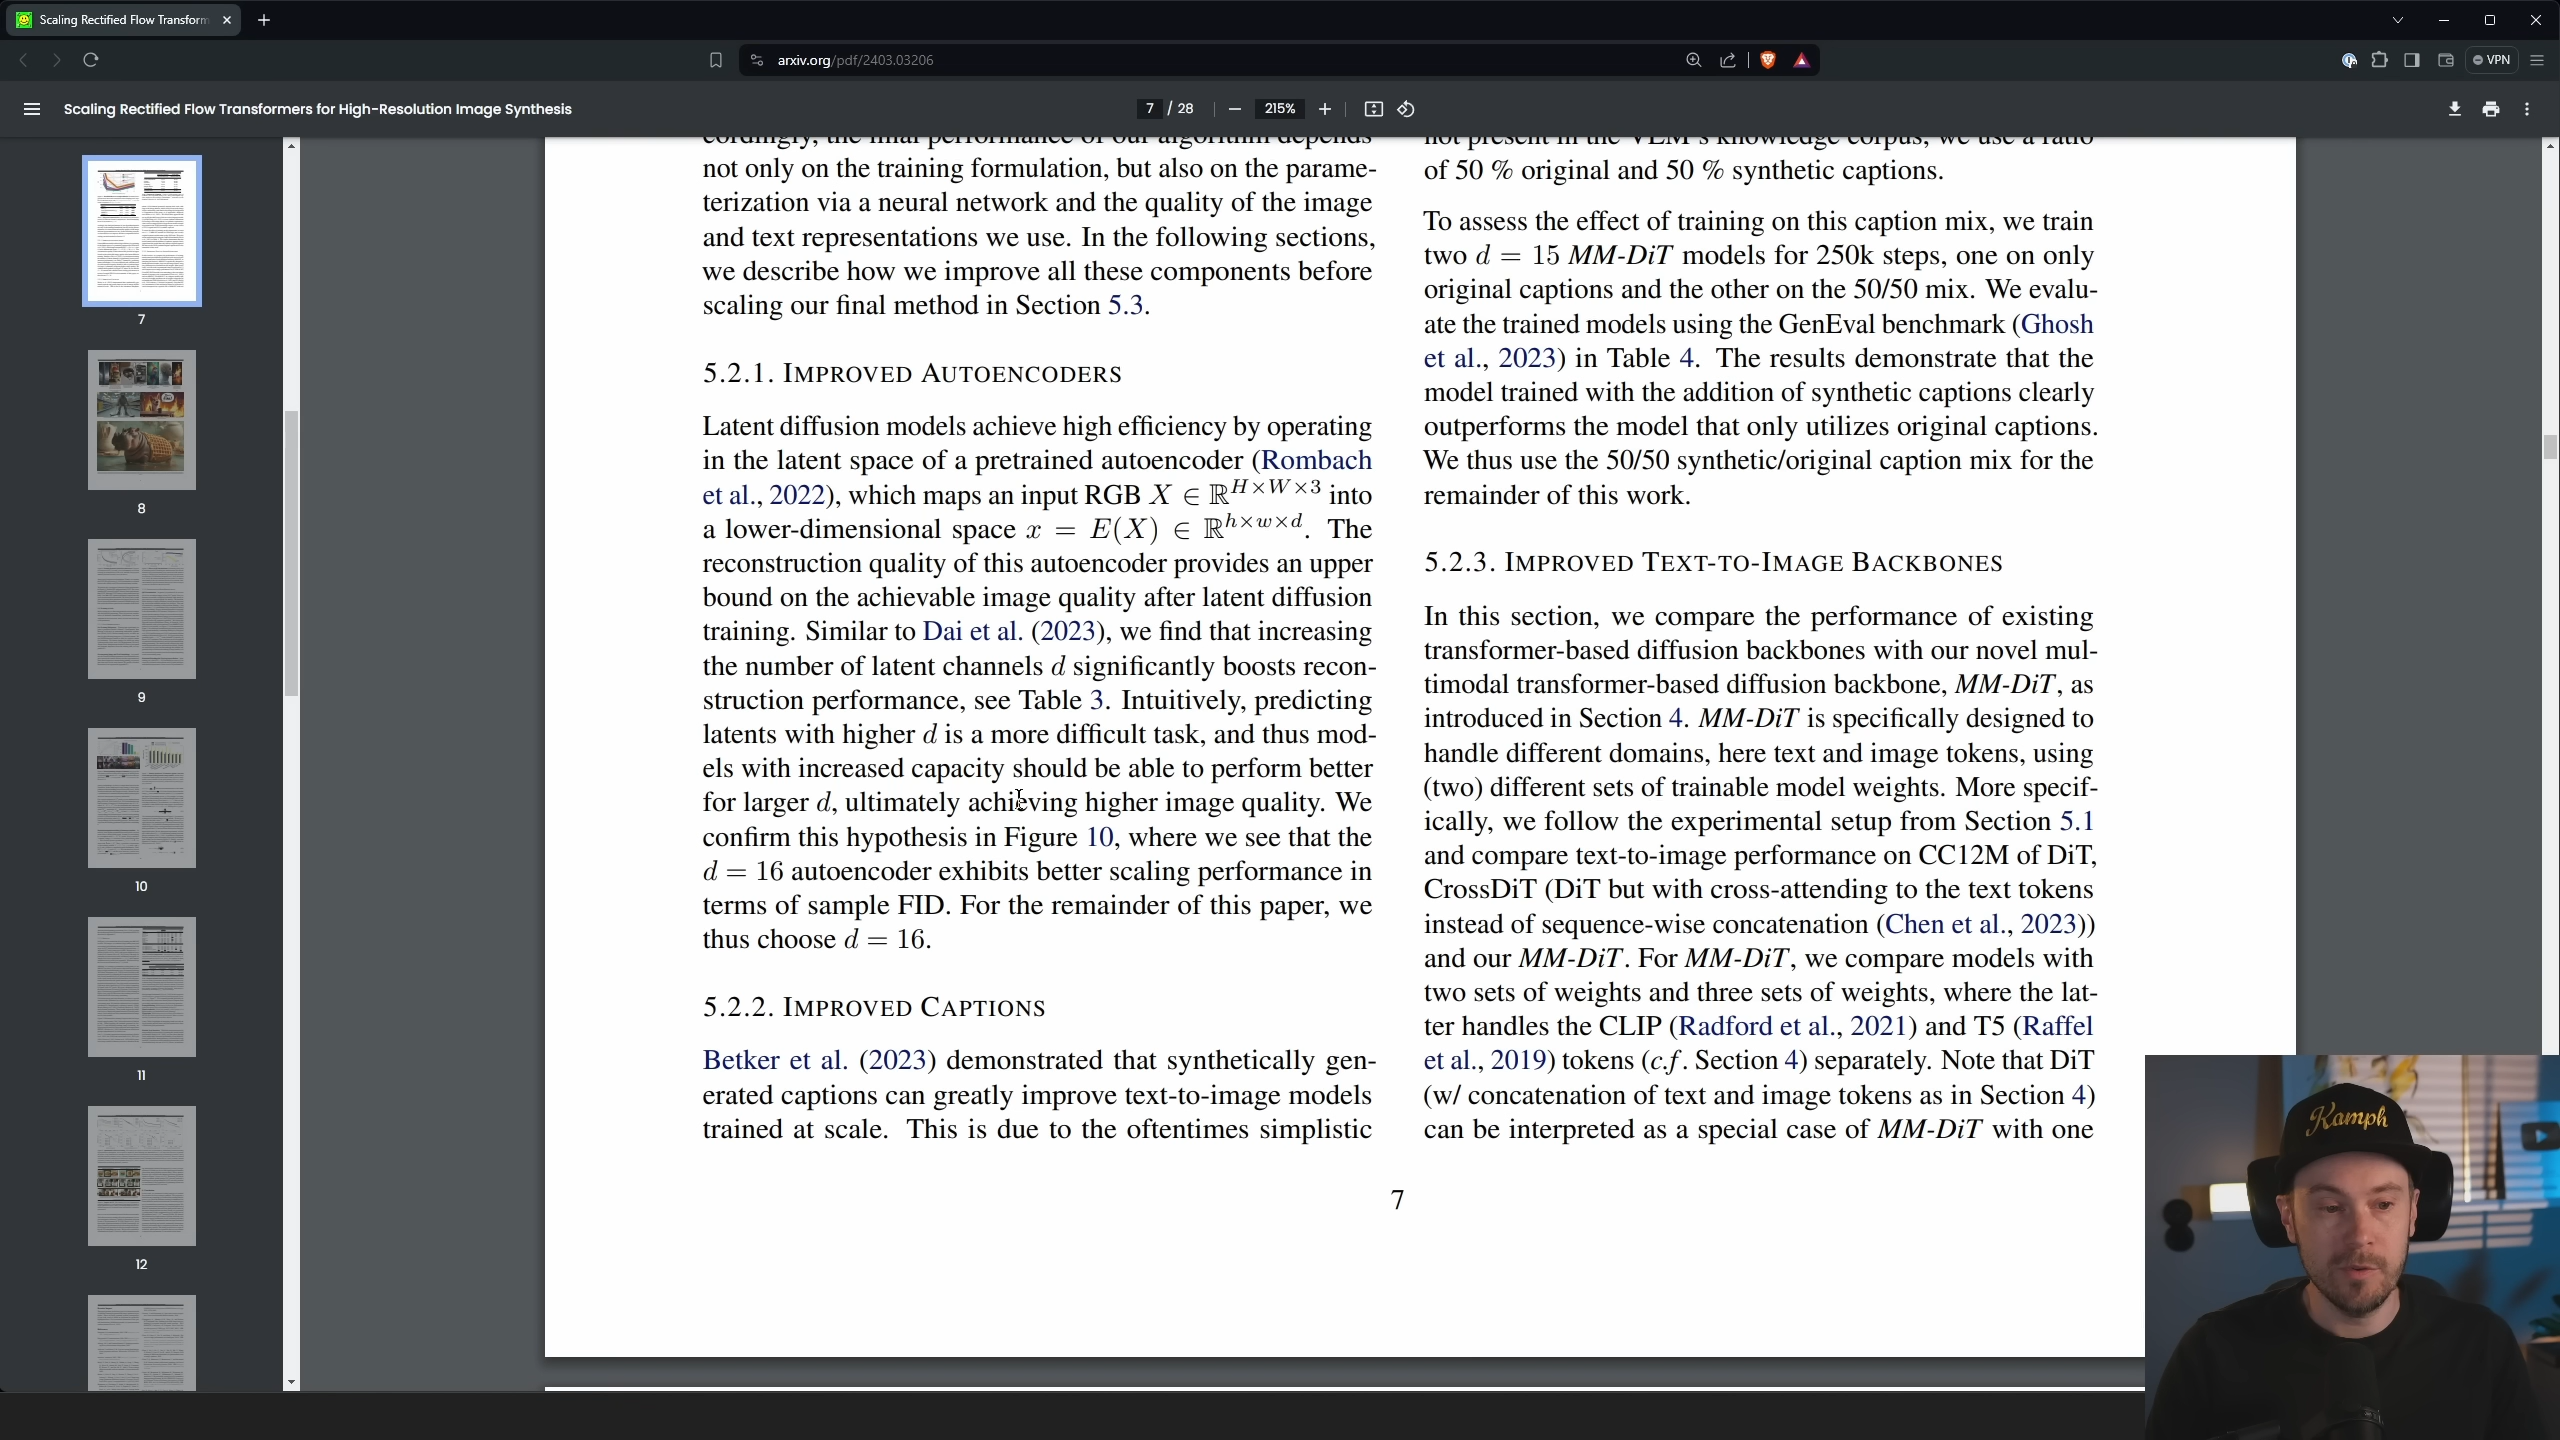 Scaling Rectified Flow Transform
arxiv.org/pdf/2403.03206
VPN
Scaling Rectified Flow Transformers for High-Resolution Image Synthesis
7 / 28
215%
7
8
9
10
11
12
not only on the training formulation, but also on the parame-
terization via a neural network and the quality of the image
and text representations we use. In the following sections,
we describe how we improve all these components before
scaling our final method in Section 5.3.
5.2.1. IMPROVED AUTOENCODERS
Latent diffusion models achieve high efficiency by operating
in the latent space of a pretrained autoencoder (Rombach
et al., 2022), which maps an input RGB X ∈ ℝ^{H×W×3} into
a lower-dimensional space x = E(X) ∈ ℝ^{h×w×d}. The
reconstruction quality of this autoencoder provides an upper
bound on the achievable image quality after latent diffusion
training. Similar to Dai et al. (2023), we find that increasing
the number of latent channels d significantly boosts recon-
struction performance, see Table 3. Intuitively, predicting
latents with higher d is a more difficult task, and thus mod-
els with increased capacity should be able to perform better
for larger d, ultimately achieving higher image quality. We
confirm this hypothesis in Figure 10, where we see that the
d = 16 autoencoder exhibits better scaling performance in
terms of sample FID. For the remainder of this paper, we
thus choose d = 16.
5.2.2. IMPROVED CAPTIONS
Betker et al. (2023) demonstrated that synthetically gen-
erated captions can greatly improve text-to-image models
trained at scale. This is due to the oftentimes simplistic
not present in the VLM's knowledge corpus, we use a ratio
of 50 % original and 50 % synthetic captions.
To assess the effect of training on this caption mix, we train
two d = 15 MM-DiT models for 250k steps, one on only
original captions and the other on the 50/50 mix. We evalu-
ate the trained models using the GenEval benchmark (Ghosh
et al., 2023) in Table 4. The results demonstrate that the
model trained with the addition of synthetic captions clearly
outperforms the model that only utilizes original captions.
We thus use the 50/50 synthetic/original caption mix for the
remainder of this work.
5.2.3. IMPROVED TEXT-TO-IMAGE BACKBONES
In this section, we compare the performance of existing
transformer-based diffusion backbones with our novel mul-
timodal transformer-based diffusion backbone, MM-DiT, as
introduced in Section 4. MM-DiT is specifically designed to
handle different domains, here text and image tokens, using
(two) different sets of trainable model weights. More specif-
ically, we follow the experimental setup from Section 5.1
and compare text-to-image performance on CC12M of DiT,
CrossDiT (DiT but with cross-attending to the text tokens
instead of sequence-wise concatenation (Chen et al., 2023))
and our MM-DiT. For MM-DiT, we compare models with
two sets of weights and three sets of weights, where the lat-
ter handles the CLIP (Radford et al., 2021) and T5 (Raffel
et al., 2019) tokens (c.f. Section 4) separately. Note that DiT
(w/ concatenation of text and image tokens as in Section 4)
can be interpreted as a special case of MM-DiT with one
7
Kamph